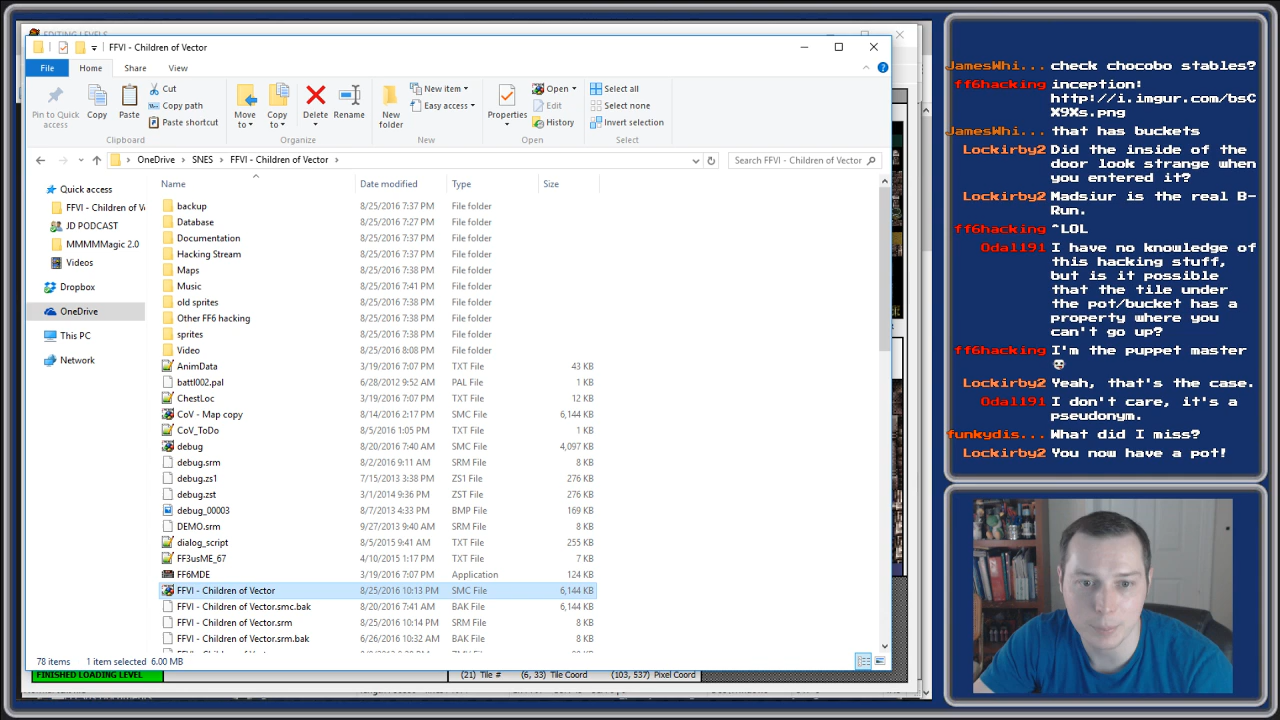 EDITING LEVELS
FFVI - Children of Vector
File Home Share View
Pin to Quick access
Copy
Paste
Cut
Copy path
Paste shortcut
Clipboard
Move to
Copy to
Delete
Rename
Organize
New folder
New item
Easy access
New
Properties
Open
Edit
History
Open
Select all
Select none
Invert selection
Select
OneDrive > SNES > FFVI - Children of Vector >
Search FFVI - Children of Vector
Quick access
FFVI - Children of V
JD PODCAST
MMMMagic 2.0
Videos
Dropbox
OneDrive
This PC
Network
Name Date modified Type Size
backup 8/25/2016 7:37 PM File folder
Database 8/25/2016 7:27 PM File folder
Documentation 8/25/2016 7:37 PM File folder
Hacking Stream 8/25/2016 7:37 PM File folder
Maps 8/25/2016 7:38 PM File folder
Music 8/25/2016 7:41 PM File folder
old sprites 8/25/2016 7:38 PM File folder
Other FF6 hacking 8/25/2016 7:38 PM File folder
sprites 8/25/2016 7:38 PM File folder
Video 8/25/2016 8:08 PM File folder
AnimData 3/19/2016 7:07 PM TXT File 43 KB
battl002.pal 6/28/2012 9:52 AM PAL File 1 KB
ChestLoc 3/19/2016 7:07 PM TXT File 12 KB
CoV - Map copy 8/14/2016 2:17 PM SMC File 6,144 KB
CoV_ToDo 8/5/2016 1:05 PM TXT File 1 KB
debug 8/20/2016 7:40 AM SMC File 4,097 KB
debug.srm 8/2/2016 9:11 AM SRM File 8 KB
debug.zs1 7/15/2013 3:38 PM ZS1 File 276 KB
debug.zst 3/1/2014 9:36 PM ZST File 276 KB
debug_00003 8/7/2013 4:33 PM BMP File 169 KB
DEMO.srm 9/27/2013 9:40 AM SRM File 8 KB
dialog_script 8/5/2015 9:41 AM TXT File 255 KB
FF3usME_67 4/10/2015 1:17 PM TXT File 7 KB
FF6MDE 3/19/2016 7:07 PM Application 124 KB
FFVI - Children of Vector 8/25/2016 10:13 PM SMC File 6,144 KB
FFVI - Children of Vector.smc.bak 8/20/2016 7:41 AM BAK File 6,144 KB
FFVI - Children of Vector.srm 8/25/2016 10:14 PM SRM File 8 KB
FFVI - Children of Vector.srm.bak 6/26/2016 10:32 AM BAK File 8 KB
78 items 1 item selected 6.00 MB
FINISHED LOADING LEVEL
(21) Tile # (6, 33) Tile Coord (103, 537) Pixel Coord
JamesWhi... check chocobo stables?
ff6hacking inception:
http://i.imgur.com/bsC
X9Xs.png
JamesWhi... that has buckets
Lockirby2 Did the inside of the
door look strange when
you entered it?
Lockirby2 Madsiur is the real B-
Run.
ff6hacking ^LOL
Odal191 I have no knowledge of
this hacking stuff,
but is it possible
that the tile under
the pot/bucket has a
property where you
can't go up?
ff6hacking I'm the puppet master
Lockirby2 Yeah, that's the case.
Odal191 I don't care, it's a
pseudonym.
funkydis... What did I miss?
Lockirby2 You now have a pot!